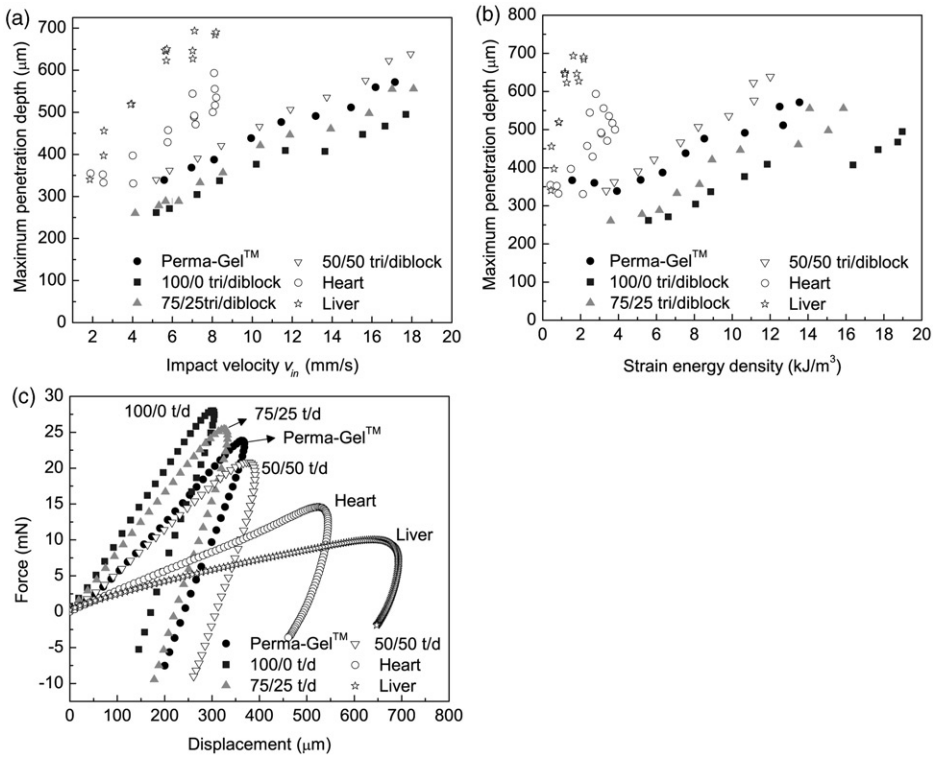 (a)
Maximum penetration depth (μm)
700
600
500
400
300
200
100
0
Perma-Gel™
100/0 tri/diblock
75/25tri/diblock
50/50 tri/diblock
Heart
Liver
2 4 6 8 10 12 14 16 18 20
Impact velocity v_in (mm/s)
(b)
Maximum penetration depth (μm)
800
700
600
500
400
300
200
100
0
Perma-Gel™
100/0 tri/diblock
75/25 tri/diblock
50/50 tri/diblock
Heart
Liver
0 2 4 6 8 10 12 14 16 18
Strain energy density (kJ/m³)
(c)
Force (mN)
30
25
20
15
10
5
0
-5
-10
100/0 t/d
75/25 t/d
Perma-Gel™
50/50 t/d
Heart
Liver
Perma-Gel™
100/0 t/d
75/25 t/d
50/50 t/d
Heart
Liver
0 100 200 300 400 500 600 700 800
Displacement (μm)